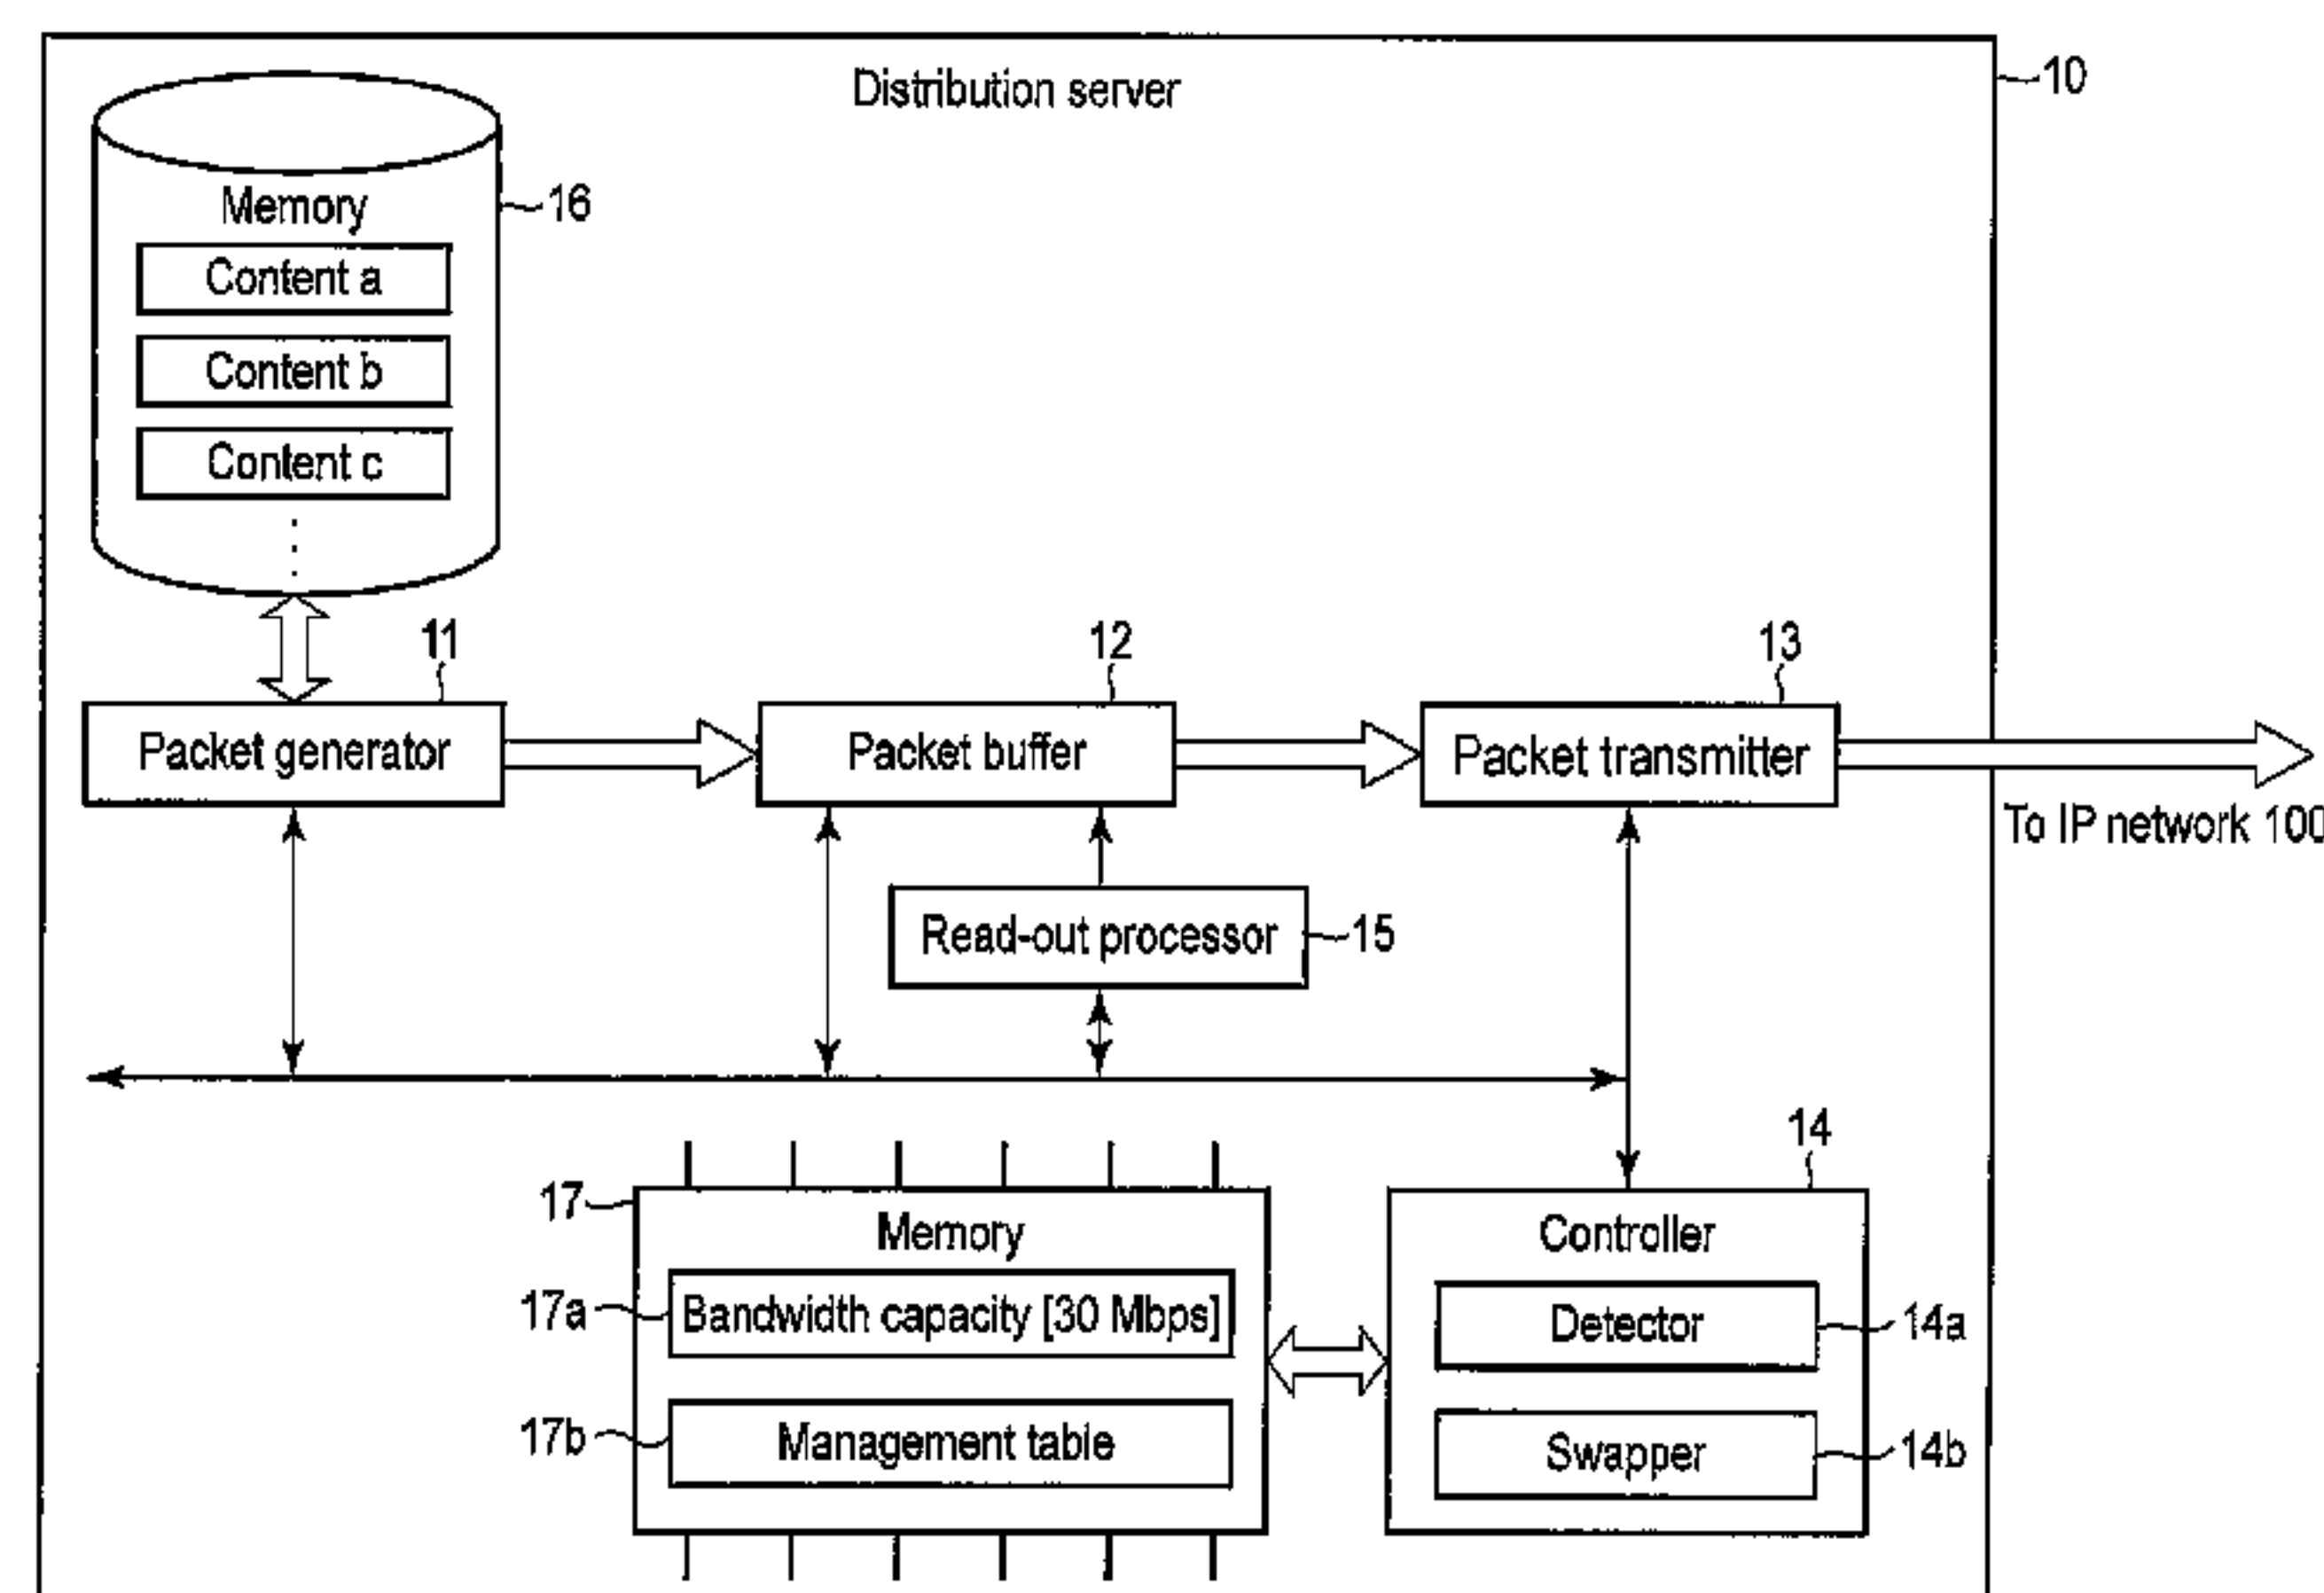 Distribution server
10
Memory
16
Content a
Content b
Content c
11
12
13
Packet generator
Packet buffer
Packet transmitter
To IP network 100
Read-out processor
15
14
17
Memory
Controller
17a
Bandwidth capacity [30 Mbps]
Detector
14a
17b
Management table
Swapper
14b